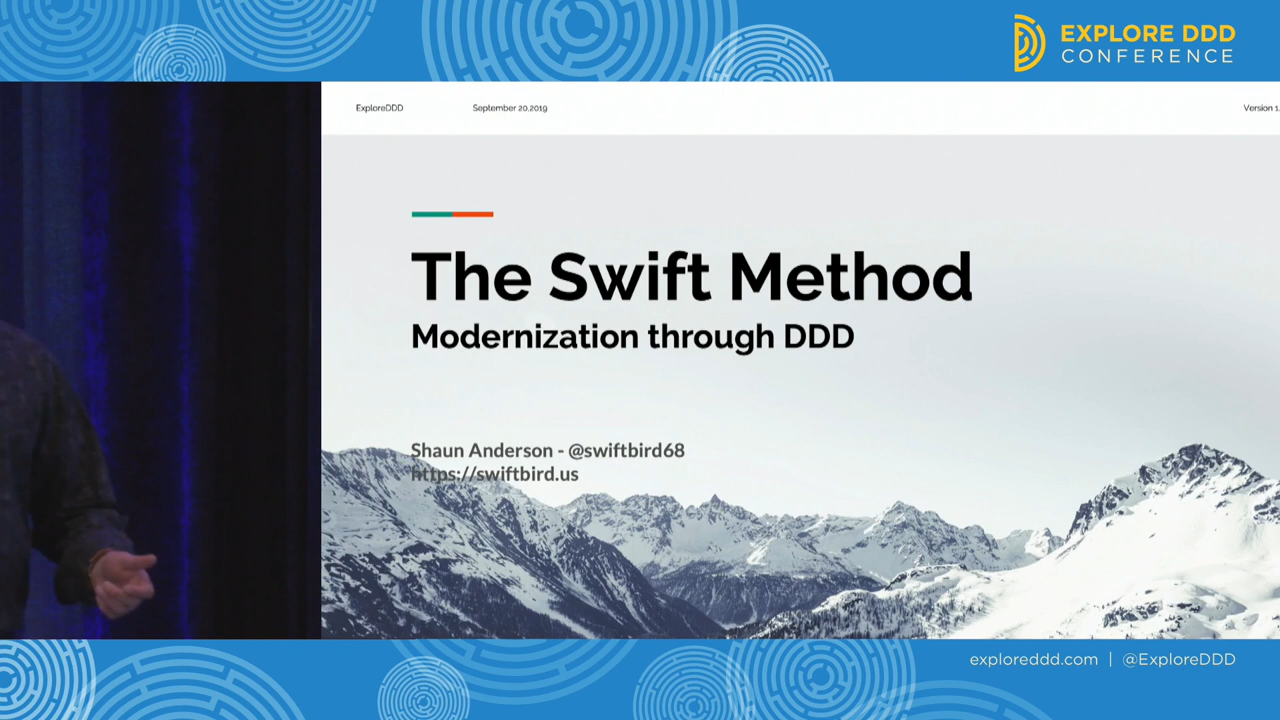 EXPLORE DDD
CONFERENCE
ExploreDDD
September 20,2019
Version 1.
The Swift Method
Modernization through DDD
Shaun Anderson - @swiftbird68
https://swiftbird.us
exploreddd.com | @ExploreDDD